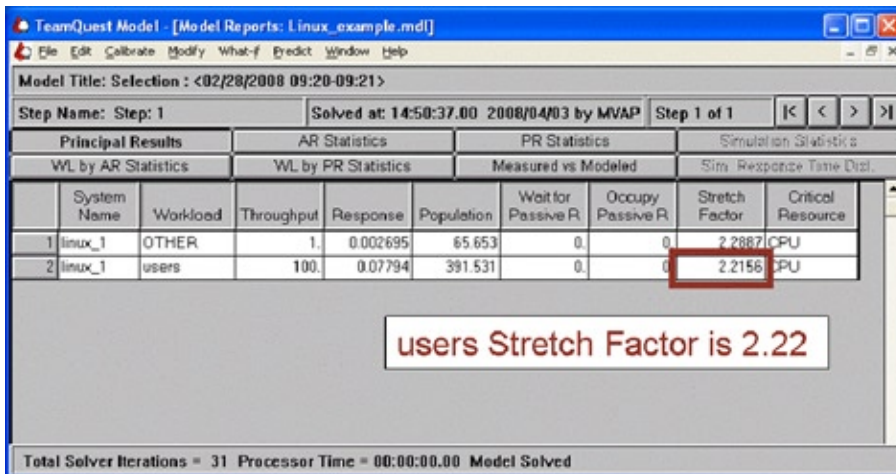 TeamQuest Model - [Model Reports: Linux_example.mdl]
File Edit Calibrate Modify What-if Predict Window Help
Model Title: Selection : <02/28/2008 09:20-09:21>
Step Name: Step: 1 Solved at: 14:50:37.00 2008/04/03 by MVAP Step 1 of 1 |< < > >|
Principal Results AR Statistics PR Statistics Simulation Statistics
WL by AR Statistics WL by PR Statistics Measured vs Modeled Sim. Response Time Dist.
System Name Workload Throughput Response Population Wait for Passive R Occupy Passive R Stretch Factor Critical Resource
1 linux_1 OTHER 1. 0.002695 65.653 0. 0. 2.2887 CPU
2 linux_1 users 100. 0.07794 391.531 0. 0 2.2156 CPU
users Stretch Factor is 2.22
Total Solver Iterations = 31 Processor Time = 00:00:00.00 Model Solved